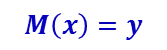 M(x) = y